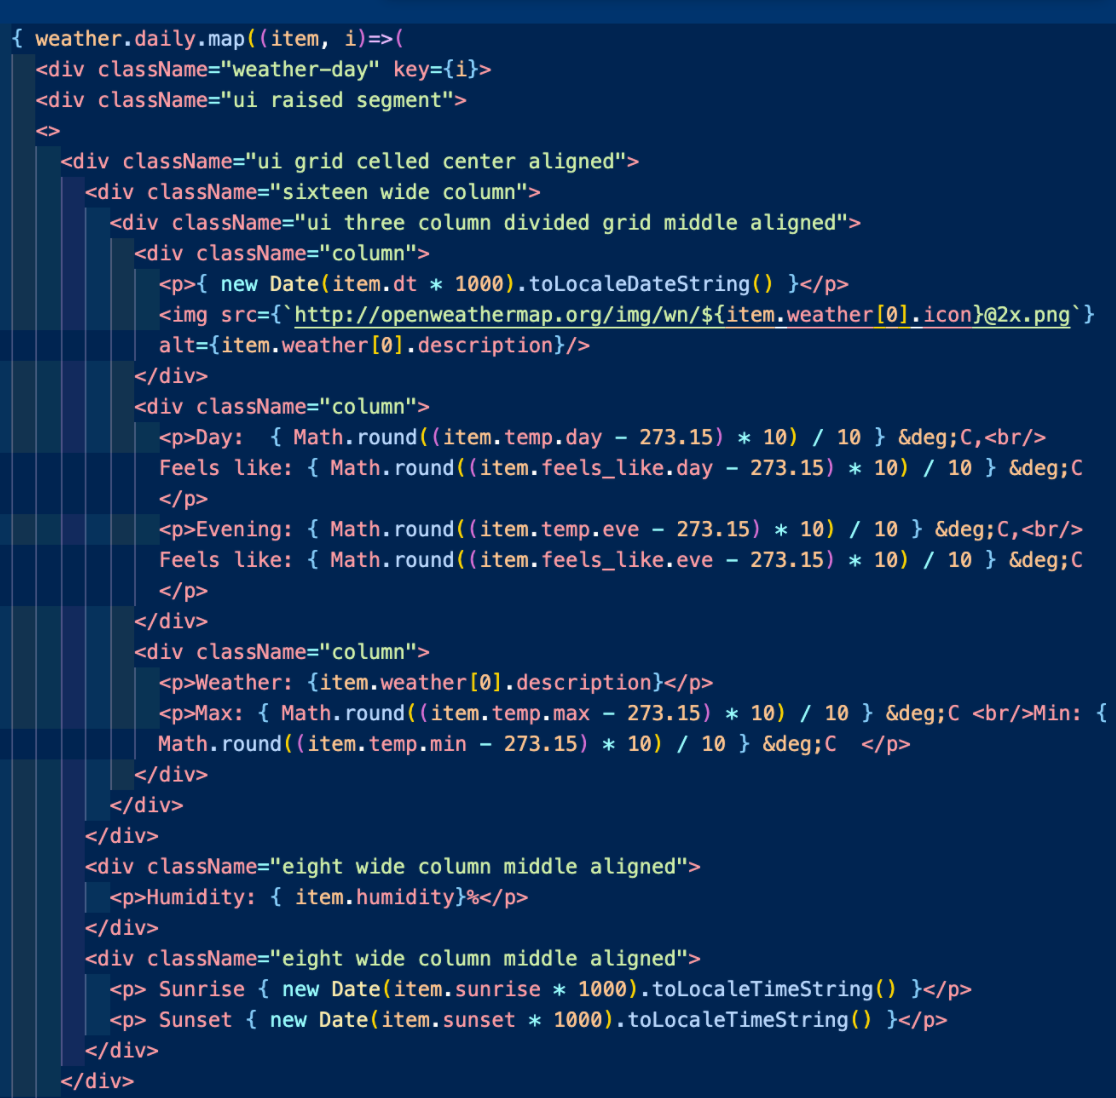 { weather.daily.map((item, i)=>(
<div className="weather-day" key={i}>
<div className="ui raised segment">
<>
<div className="ui grid celled center aligned">
<div className="sixteen wide column">
<div className="ui three column divided grid middle aligned">
<div className="column">
<p>{ new Date(item.dt * 1000).toLocaleDateString() }</p>
<img src={`http://openweathermap.org/img/wn/${item.weather[0].icon}@2x.png`}
alt={item.weather[0].description}/>
</div>
<div className="column">
<p>Day:  { Math.round((item.temp.day - 273.15) * 10) / 10 } &deg;C,<br/>
Feels like: { Math.round((item.feels_like.day - 273.15) * 10) / 10 } &deg;C
</p>
<p>Evening: { Math.round((item.temp.eve - 273.15) * 10) / 10 } &deg;C,<br/>
Feels like: { Math.round((item.feels_like.eve - 273.15) * 10) / 10 } &deg;C
</p>
</div>
<div className="column">
<p>Weather: {item.weather[0].description}</p>
<p>Max: { Math.round((item.temp.max - 273.15) * 10) / 10 } &deg;C <br/>Min: {
Math.round((item.temp.min - 273.15) * 10) / 10 } &deg;C  </p>
</div>
</div>
</div>
<div className="eight wide column middle aligned">
<p>Humidity: { item.humidity}%</p>
</div>
<div className="eight wide column middle aligned">
<p> Sunrise { new Date(item.sunrise * 1000).toLocaleTimeString() }</p>
<p> Sunset { new Date(item.sunset * 1000).toLocaleTimeString() }</p>
</div>
</div>